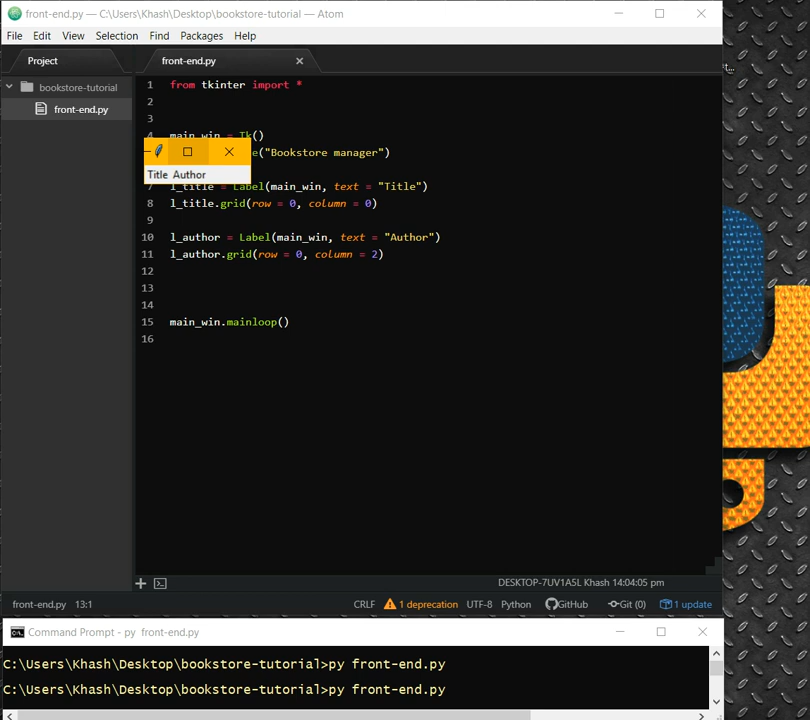 front-end.py — C:\Users\Khash\Desktop\bookstore-tutorial — Atom
File Edit View Selection Find Packages Help
Project
front-end.py
bookstore-tutorial
front-end.py
1 from tkinter import *
2
3
4 main_win = Tk()
e("Bookstore manager")
Title Author
7 l_title = Label(main_win, text = "Title")
8 l_title.grid(row = 0, column = 0)
9
10 l_author = Label(main_win, text = "Author")
11 l_author.grid(row = 0, column = 2)
12
13
14
15 main_win.mainloop()
16
DESKTOP-7UV1A5L Khash 14:04:05 pm
front-end.py 13:1 CRLF 1 deprecation UTF-8 Python GitHub Git (0) 1 update
Command Prompt - py front-end.py
C:\Users\Khash\Desktop\bookstore-tutorial>py front-end.py
C:\Users\Khash\Desktop\bookstore-tutorial>py front-end.py